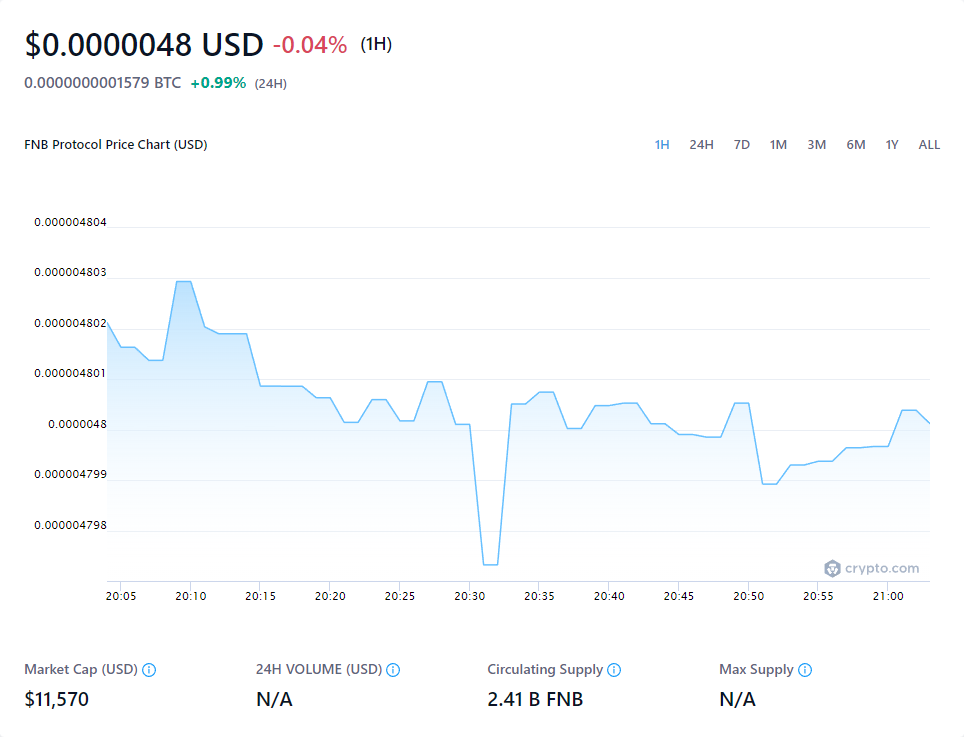 $0.0000048 USD -0.04% (1H)
0.0000000001579 BTC +0.99% (24H)
FNB Protocol Price Chart (USD)
1H 24H 7D 1M 3M 6M 1Y ALL
0.000004804
0.000004803
0.000004802
0.000004801
0.0000048
0.000004799
0.000004798
crypto.com
20:05 20:10 20:15 20:20 20:25 20:30 20:35 20:40 20:45 20:50 20:55 21:00
Market Cap (USD) 24H VOLUME (USD) Circulating Supply Max Supply
$11,570 N/A 2.41 B FNB N/A